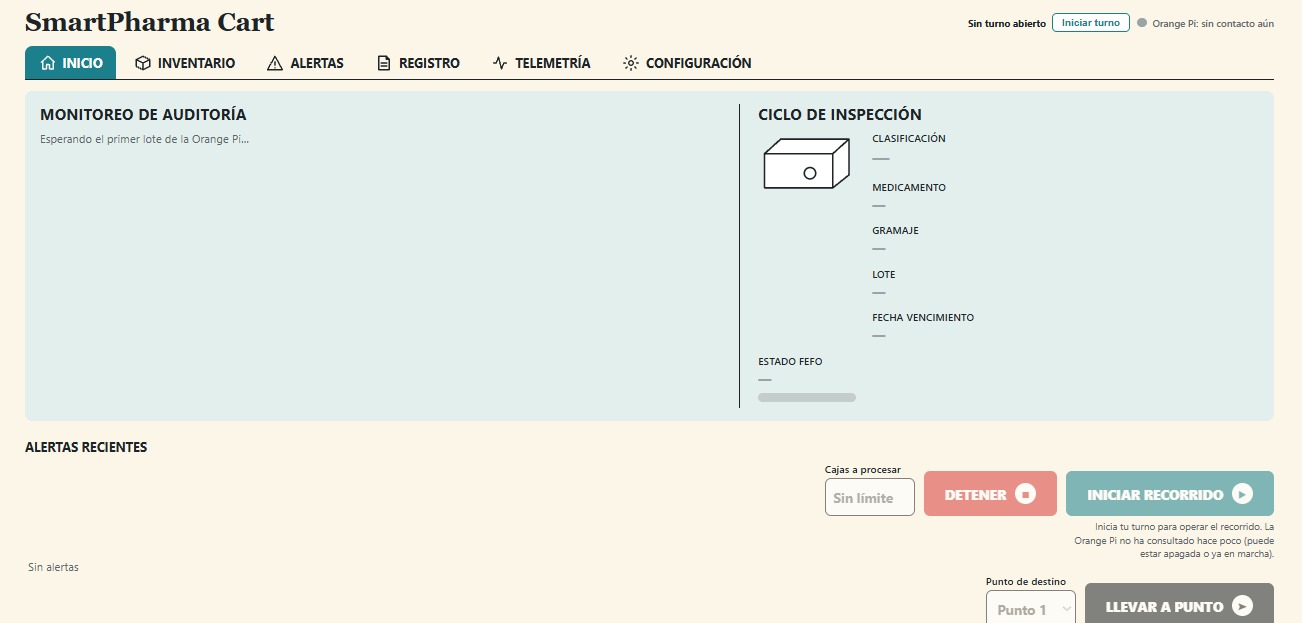 SmartPharma Cart
Sin turno abierto Iniciar turno Orange Pi: sin contacto aún
INICIO INVENTARIO ALERTAS REGISTRO TELEMETRÍA CONFIGURACIÓN
MONITOREO DE AUDITORÍA
Esperando el primer lote de la Orange Pi...
CICLO DE INSPECCIÓN
CLASIFICACIÓN
—
MEDICAMENTO
—
GRAMAJE
—
LOTE
—
FECHA VENCIMIENTO
—
ESTADO FEFO
—
ALERTAS RECIENTES
Sin alertas
Cajas a procesar
Sin límite
DETENER
INICIAR RECORRIDO
Inicia tu turno para operar el recorrido. La
Orange Pi no ha consultado hace poco (puede
estar apagada o ya en marcha).
Punto de destino
Punto 1
LLEVAR A PUNTO